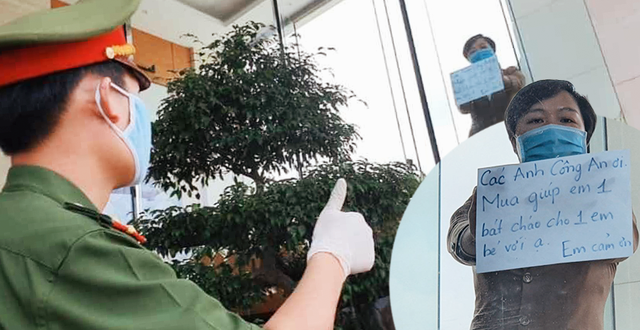 Các Anh Công An ơi.
Mua giúp em 1
bát cháo cho 1 em
bé với ạ. Em cảm ơn